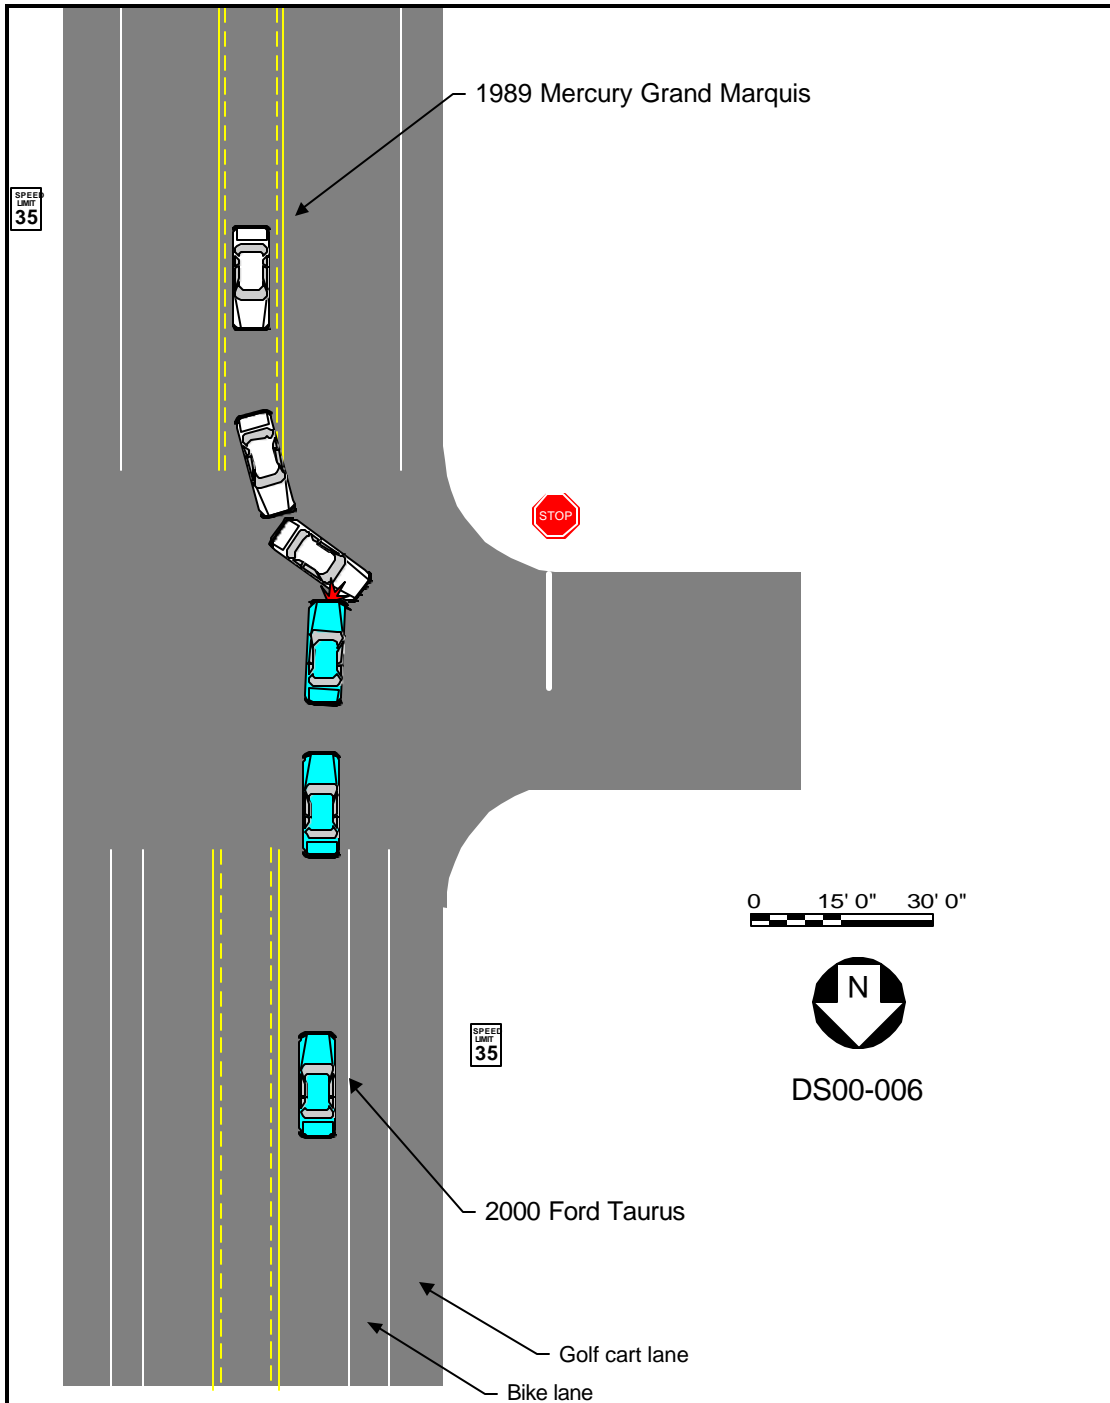 1989 Mercury Grand Marquis
SPEED
LIMIT
35
STOP
0 15' 0" 30' 0"
N
DS00-006
SPEED
LIMIT
35
2000 Ford Taurus
Golf cart lane
Bike lane